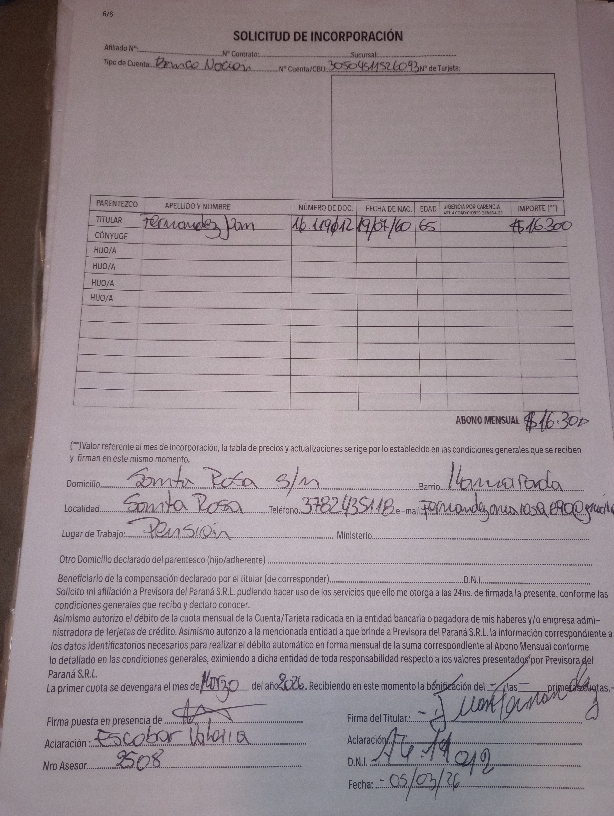 6/6
SOLICITUD DE INCORPORACIÓN
Afiliado N°: N° Contrato: Sucursal:
Tipo de Cuenta: Banco Nacion N° Cuenta/CBU: 30504511526093 N° de Tarjeta:
PARENTEZCO APELLIDO Y NOMBRE NÚMERO DE DOC. FECHA DE NAC. EDAD IMPORTE (**)
TITULAR Fernandez Juan 19/07/60 65 $16.300
CÓNYUGE
HIJO/A
HIJO/A
HIJO/A
HIJO/A
ABONO MENSUAL $16.300
(**)Valor referente al mes de incorporación, la tabla de precios y actualizaciones se rige por lo establecido en las condiciones generales que se reciben
y firman en este mismo momento.
Domicilio Santa Rosa s/n Barrio
Localidad Santa Rosa Teléfono 3782435118 e-mail
Lugar de Trabajo: Pensión Ministerio:
Otro Domicilio declarado del parentesco (hijo/adherente)
Beneficiario de la compensación declarado por el titular (de corresponder) D.N.I.
Solicito mi afiliación a Previsora del Paraná S.R.L. pudiendo hacer uso de los servicios que ello me otorga a las 24hs. de firmada la presente, conforme las
condiciones generales que recibo y declaro conocer.
Asimismo autorizo el débito de la cuota mensual de la Cuenta/Tarjeta radicada en la entidad bancaria o pagadora de mis haberes y/o empresa admi-
nistradora de tarjetas de crédito. Asimismo autorizo a la mencionada entidad a que brinde a Previsora del Paraná S.R.L. la información correspondiente a
los datos identificatorios necesarios para realizar el débito automático en forma mensual de la suma correspondiente al Abono Mensual conforme
lo detallado en las condiciones generales, eximiendo a dicha entidad de toda responsabilidad respecto a los valores presentados por Previsora del
Paraná S.R.L.
La primer cuota se devengara el mes de Marzo del año 2026. Recibiendo en este momento la bonificación del - las - primeras cuotas.
Firma puesta en presencia de Firma del Titular: Juan Fernandez
Aclaración: Escobar Valeria Aclaración:
Nro Asesor 2508 D.N.I.
Fecha: 05/03/26